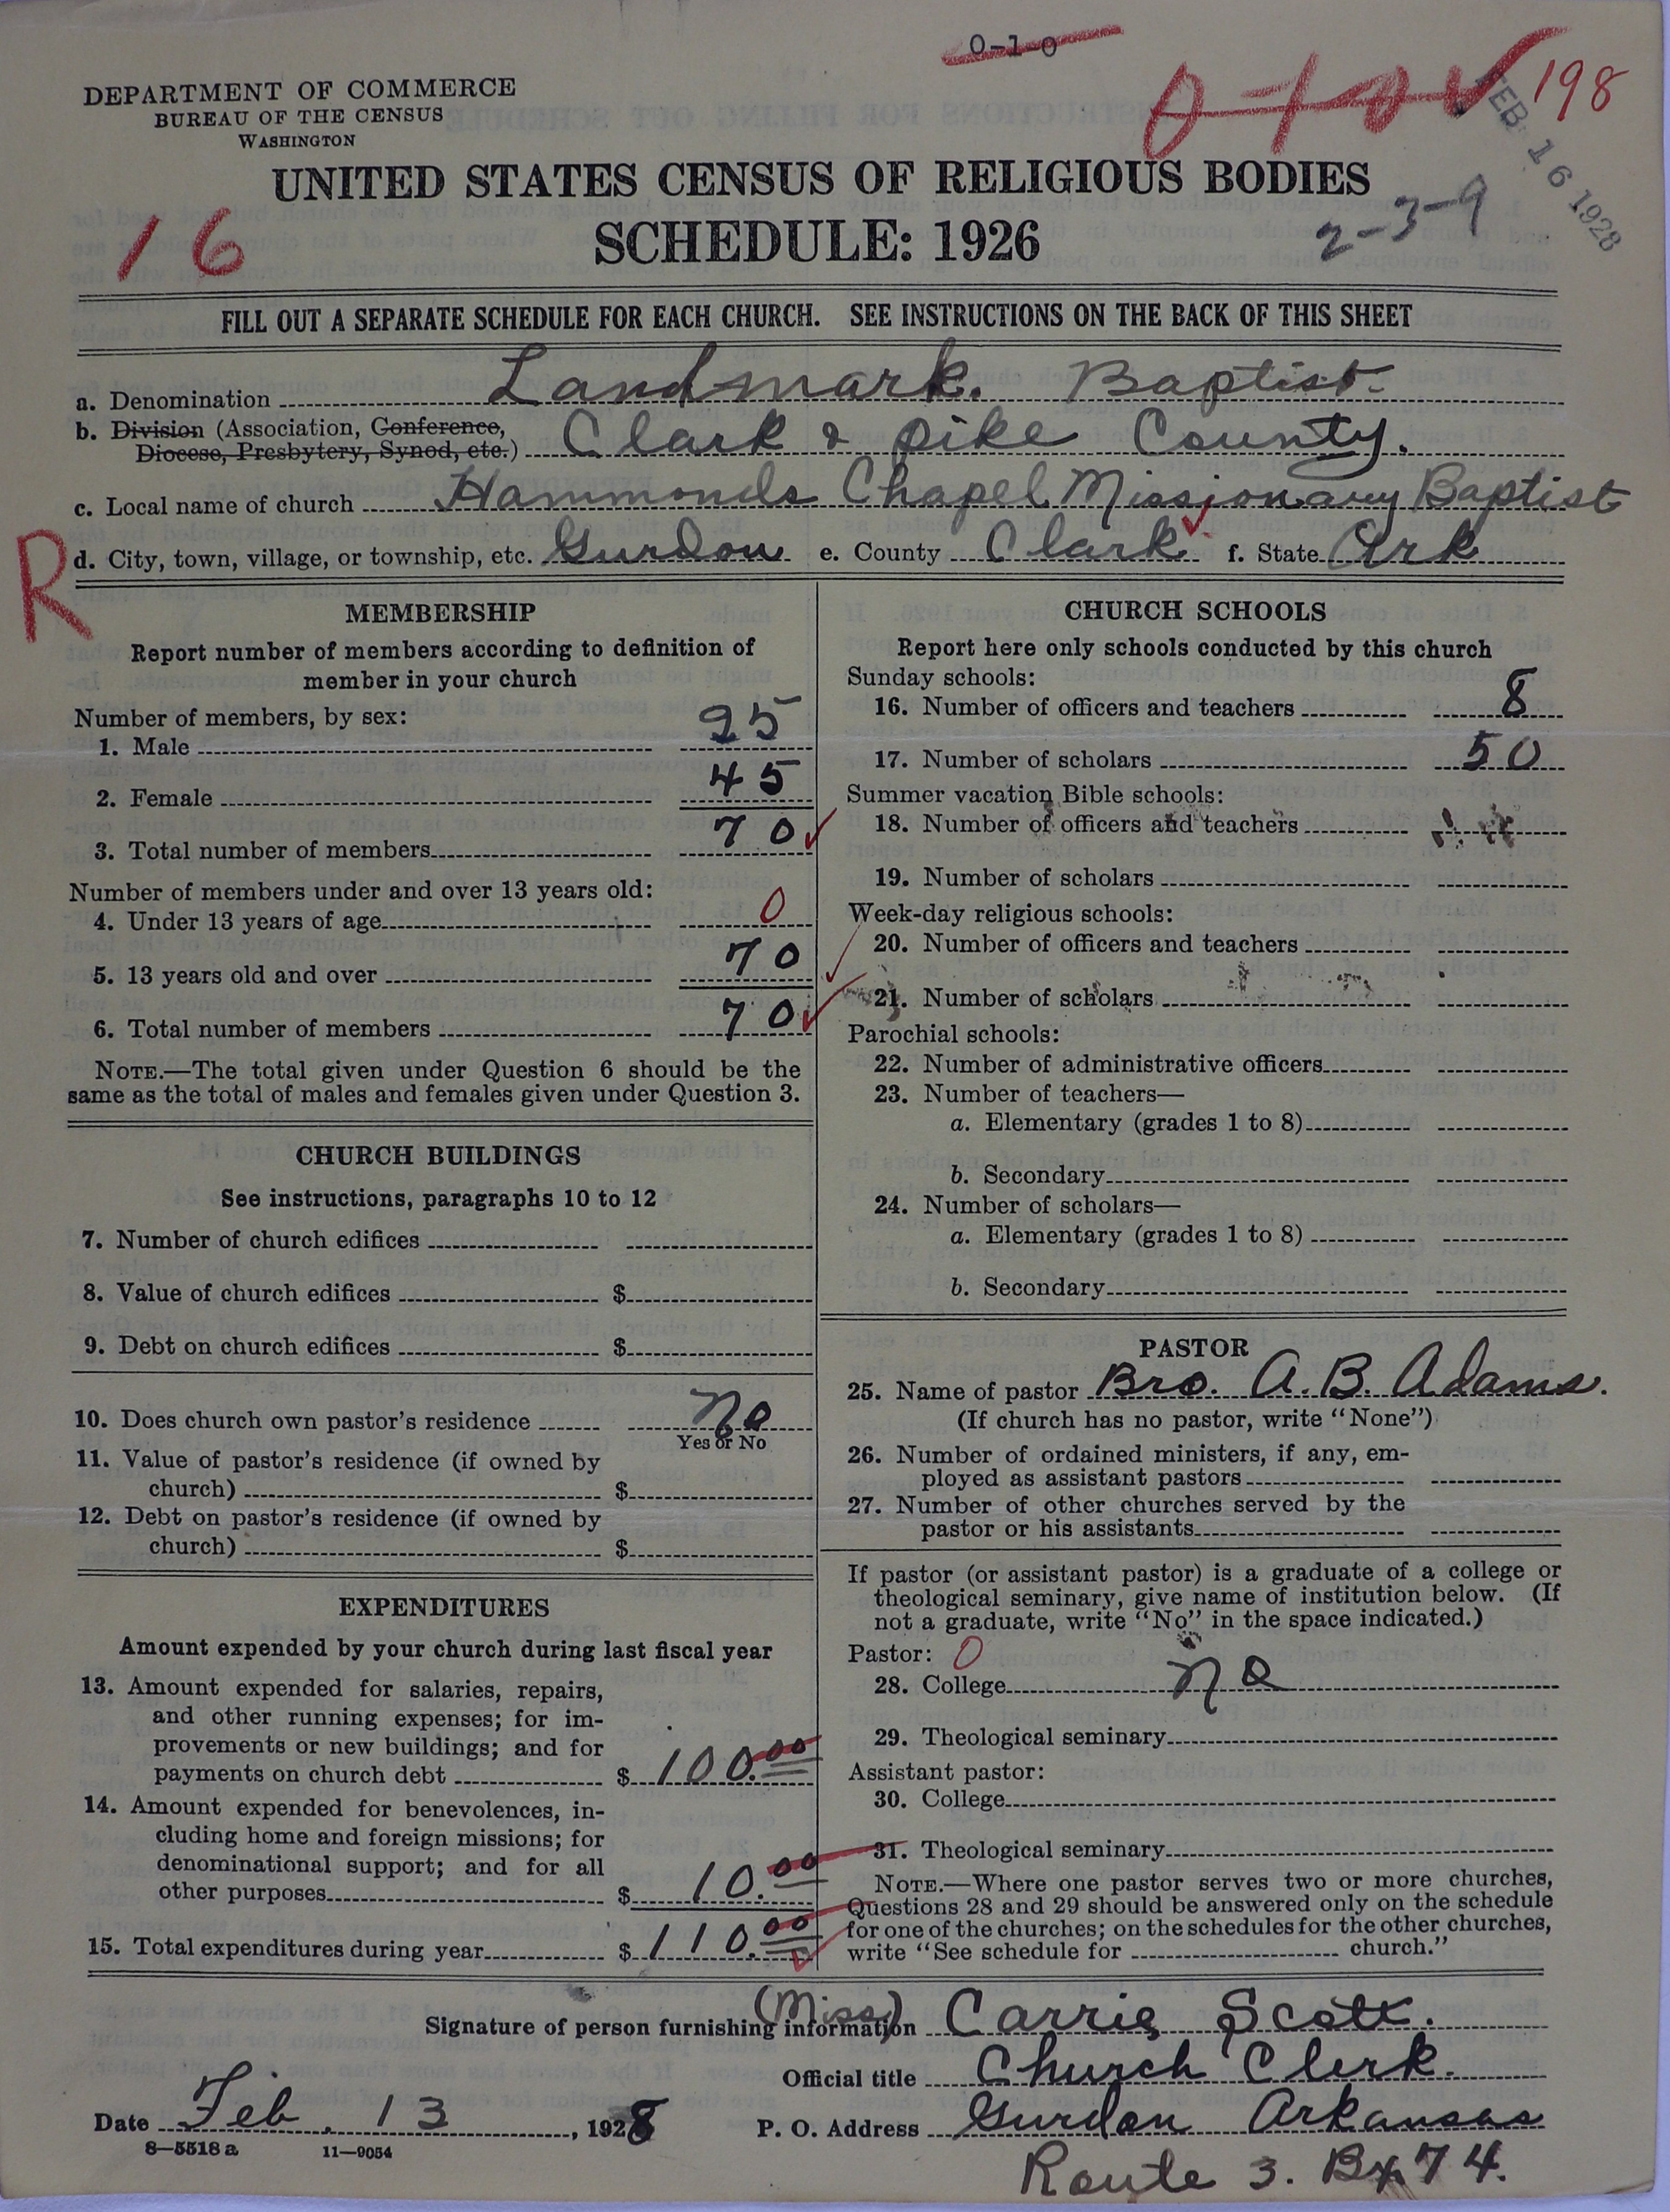 0-1-0
198
DEPARTMENT OF COMMERCE
BUREAU OF THE CENSUS
WASHINGTON
FEB 16 1928
UNITED STATES CENSUS OF RELIGIOUS BODIES
16
SCHEDULE: 1926
2-3-9
FILL OUT A SEPARATE SCHEDULE FOR EACH CHURCH. SEE INSTRUCTIONS ON THE BACK OF THIS SHEET
a. Denomination Landmark. Baptist.
b. Division (Association, Conference,
Diocese, Presbytery, Synod, etc.) Clark & Pike County.
c. Local name of church Hammonds Chapel Missionary Baptist
R
d. City, town, village, or township, etc. Gurdon e. County Clark f. State Ark
MEMBERSHIP
Report number of members according to definition of
member in your church
Number of members, by sex:
1. Male 25
2. Female 45
3. Total number of members 70
Number of members under and over 13 years old:
4. Under 13 years of age 0
5. 13 years old and over 70
6. Total number of members 70
NOTE.—The total given under Question 6 should be the
same as the total of males and females given under Question 3.
CHURCH BUILDINGS
See instructions, paragraphs 10 to 12
7. Number of church edifices
8. Value of church edifices $
9. Debt on church edifices $
10. Does church own pastor's residence No
Yes or No
11. Value of pastor's residence (if owned by
church) $
12. Debt on pastor's residence (if owned by
church) $
EXPENDITURES
Amount expended by your church during last fiscal year
13. Amount expended for salaries, repairs,
and other running expenses; for im-
provements or new buildings; and for
payments on church debt $ 100.00
14. Amount expended for benevolences, in-
cluding home and foreign missions; for
denominational support; and for all
other purposes $ 10.00
15. Total expenditures during year $ 110.00
CHURCH SCHOOLS
Report here only schools conducted by this church
Sunday schools:
16. Number of officers and teachers 8
17. Number of scholars 50
Summer vacation Bible schools:
18. Number of officers and teachers
19. Number of scholars
Week-day religious schools:
20. Number of officers and teachers
21. Number of scholars
Parochial schools:
22. Number of administrative officers
23. Number of teachers—
a. Elementary (grades 1 to 8)
b. Secondary
24. Number of scholars—
a. Elementary (grades 1 to 8)
b. Secondary
PASTOR
25. Name of pastor Bro. A. B. Adams.
(If church has no pastor, write "None")
26. Number of ordained ministers, if any, em-
ployed as assistant pastors
27. Number of other churches served by the
pastor or his assistants
If pastor (or assistant pastor) is a graduate of a college or
theological seminary, give name of institution below. (If
not a graduate, write "No" in the space indicated.)
Pastor: 0
28. College No
29. Theological seminary
Assistant pastor:
30. College
31. Theological seminary
NOTE.—Where one pastor serves two or more churches,
Questions 28 and 29 should be answered only on the schedule
for one of the churches; on the schedules for the other churches,
write "See schedule for church."
Signature of person furnishing information (Miss) Carrie Scott.
Official title Church Clerk.
Date Feb. 13, 1928
P. O. Address Gurdon Arkansas
8—5518 a 11—9054
Route 3. Bx 74.